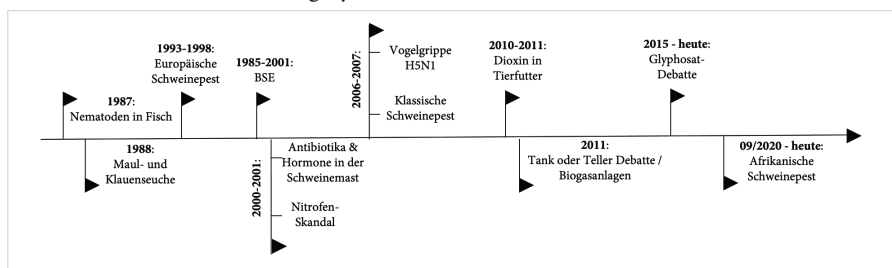 1987:
Nematoden in Fisch
1988:
Maul- und
Klauenseuche
1993-1998:
Europäische
Schweinepest
1985-2001:
BSE
2000-2001:
Antibiotika &
Hormone in der
Schweinemast
Nitrofen-
Skandal
2006-2007:
Vogelgrippe
H5N1
Klassische
Schweinepest
2010-2011:
Dioxin in
Tierfutter
2011:
Tank oder Teller Debatte /
Biogasanlagen
2015 - heute:
Glyphosat-
Debatte
09/2020 - heute:
Afrikanische
Schweinepest